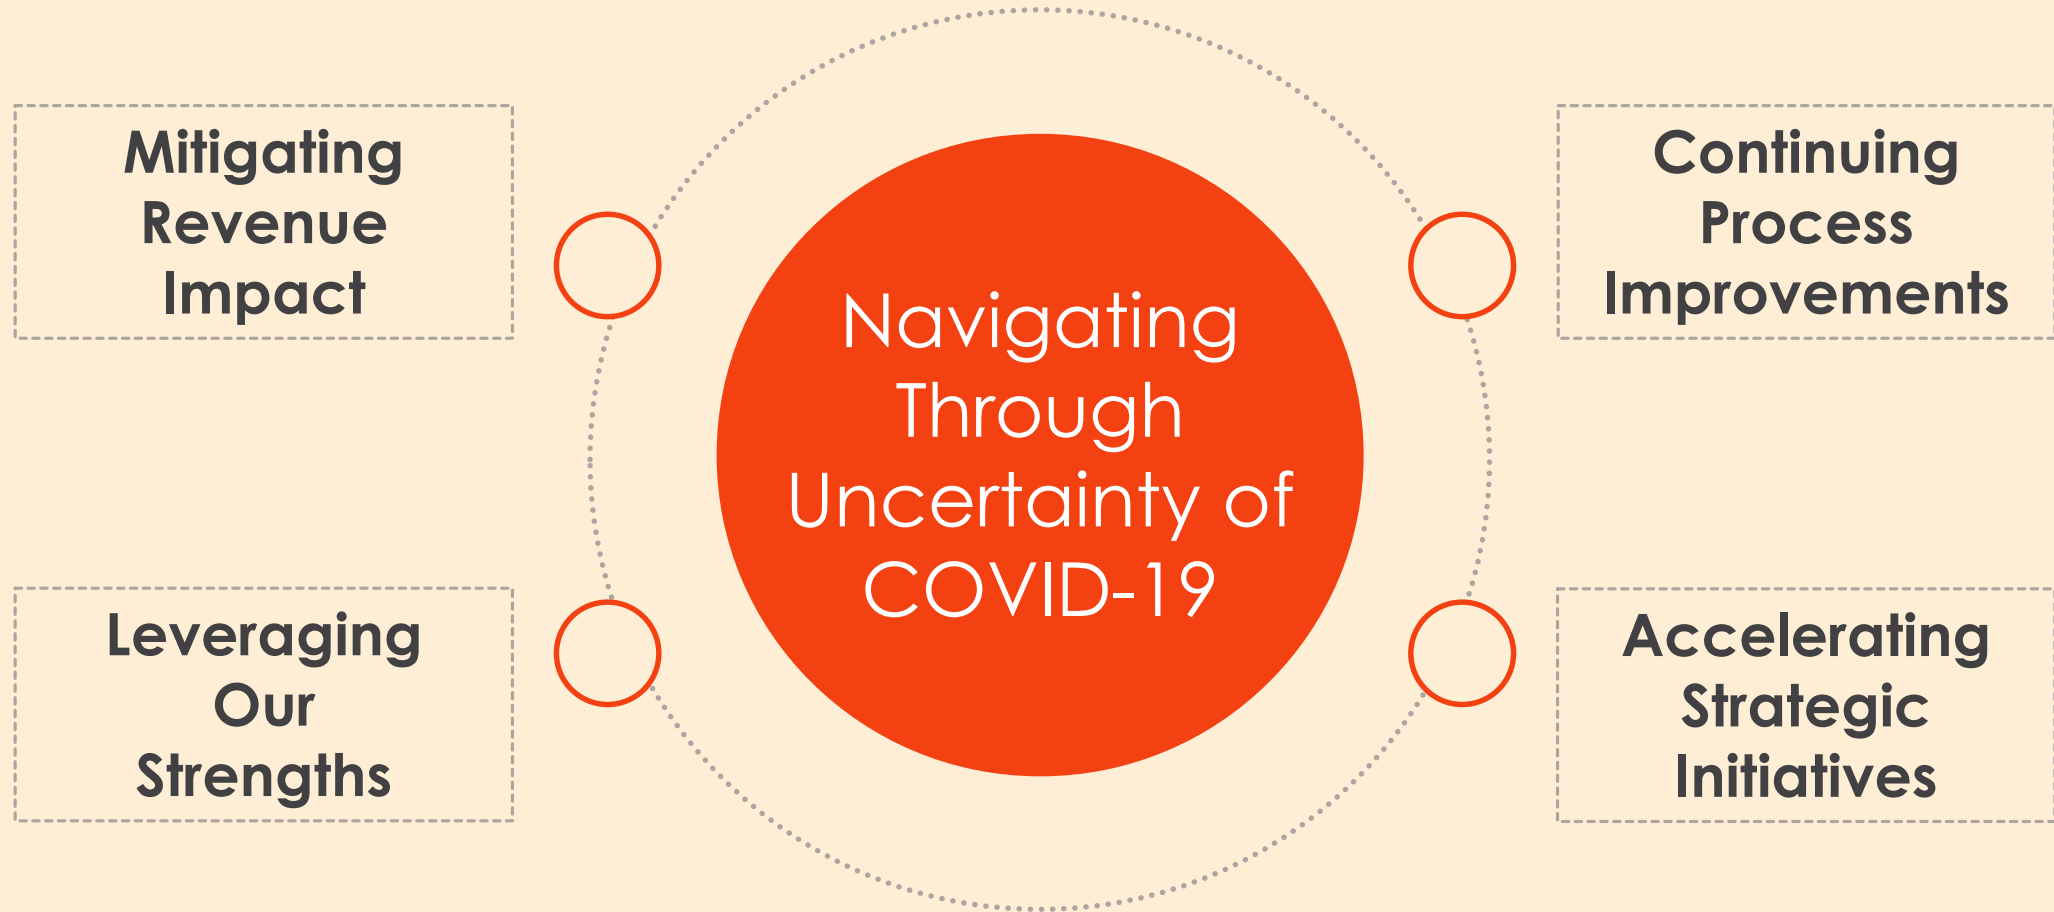 Mitigating
Revenue
Impact
Continuing
Process
Improvements
Navigating
Through
Uncertainty of
COVID-19
Leveraging
Our
Strengths
Accelerating
Strategic
Initiatives